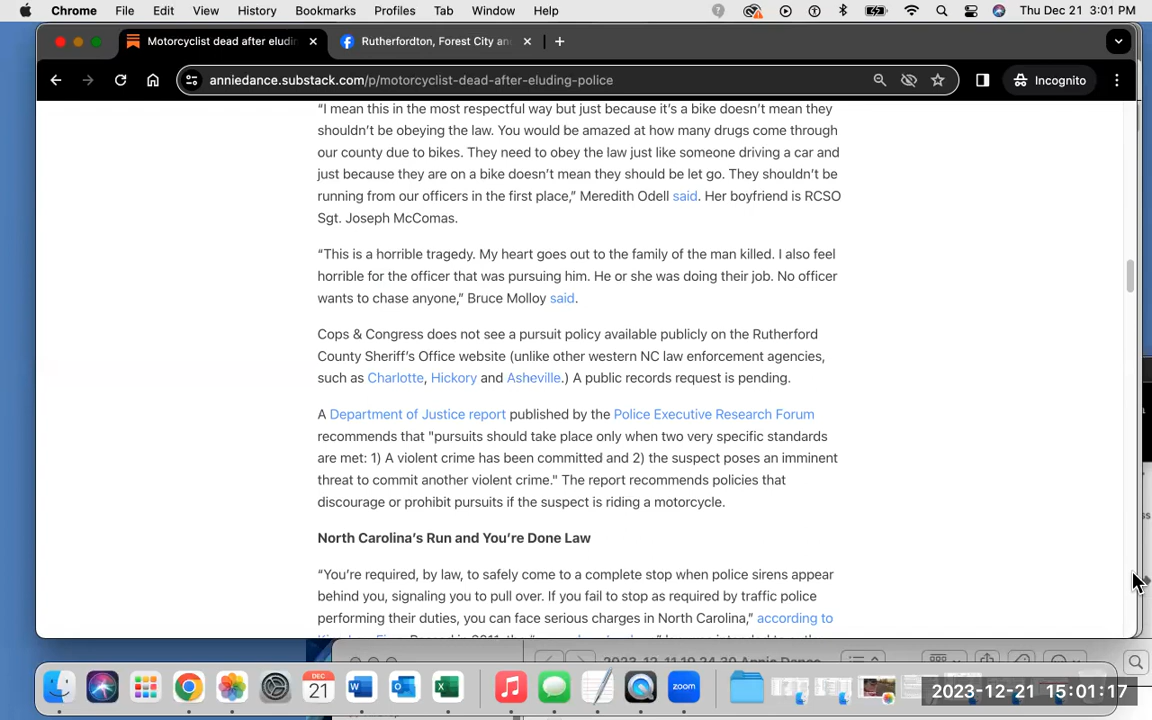 Chrome File Edit View History Bookmarks Profiles Tab Window Help Thu Dec 21 3:01 PM
Motorcyclist dead after eludin Rutherfordton, Forest City an
anniedance.substack.com/p/motorcyclist-dead-after-eluding-police Incognito
“I mean this in the most respectful way but just because it’s a bike doesn’t mean they
shouldn’t be obeying the law. You would be amazed at how many drugs come through
our county due to bikes. They need to obey the law just like someone driving a car and
just because they are on a bike doesn’t mean they should be let go. They shouldn’t be
running from our officers in the first place,” Meredith Odell said. Her boyfriend is RCSO
Sgt. Joseph McComas.
“This is a horrible tragedy. My heart goes out to the family of the man killed. I also feel
horrible for the officer that was pursuing him. He or she was doing their job. No officer
wants to chase anyone,” Bruce Molloy said.
Cops & Congress does not see a pursuit policy available publicly on the Rutherford
County Sheriff’s Office website (unlike other western NC law enforcement agencies,
such as Charlotte, Hickory and Asheville.) A public records request is pending.
A Department of Justice report published by the Police Executive Research Forum
recommends that "pursuits should take place only when two very specific standards
are met: 1) A violent crime has been committed and 2) the suspect poses an imminent
threat to commit another violent crime." The report recommends policies that
discourage or prohibit pursuits if the suspect is riding a motorcycle.
North Carolina’s Run and You’re Done Law
“You’re required, by law, to safely come to a complete stop when police sirens appear
behind you, signaling you to pull over. If you fail to stop as required by traffic police
performing their duties, you can face serious charges in North Carolina,” according to
DEC
21
zoom
2023-12-21 15:01:17